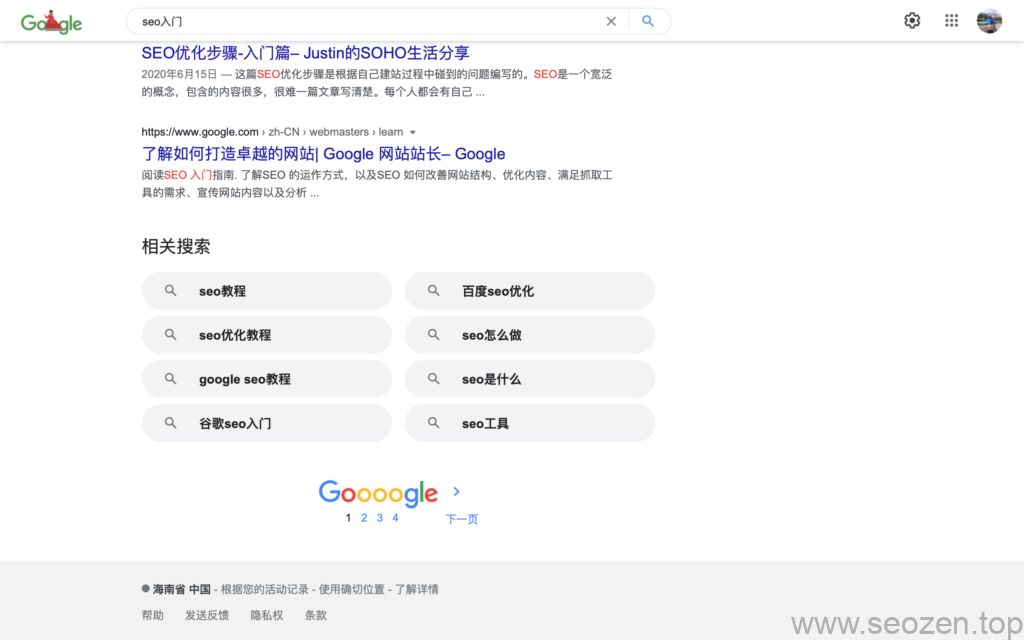 Google
seo入门
SEO优化步骤-入门篇– Justin的SOHO生活分享
2020年6月15日 — 这篇SEO优化步骤是根据自己建站过程中碰到的问题编写的。SEO是一个宽泛
的概念，包含的内容很多，很难一篇文章写清楚。每个人都会有自己 ...
https://www.google.com › zh-CN › webmasters › learn
了解如何打造卓越的网站| Google 网站站长– Google
阅读SEO 入门指南. 了解SEO 的运作方式，以及SEO 如何改善网站结构、优化内容、满足抓取工
具的需求、宣传网站内容以及分析 ...
相关搜索
seo教程
百度seo优化
seo优化教程
seo怎么做
google seo教程
seo是什么
谷歌seo入门
seo工具
Goooogle
1 2 3 4 下一页
海南省 中国 - 根据您的活动记录 - 使用确切位置 - 了解详情
帮助 发送反馈 隐私权 条款
www.seozen.top